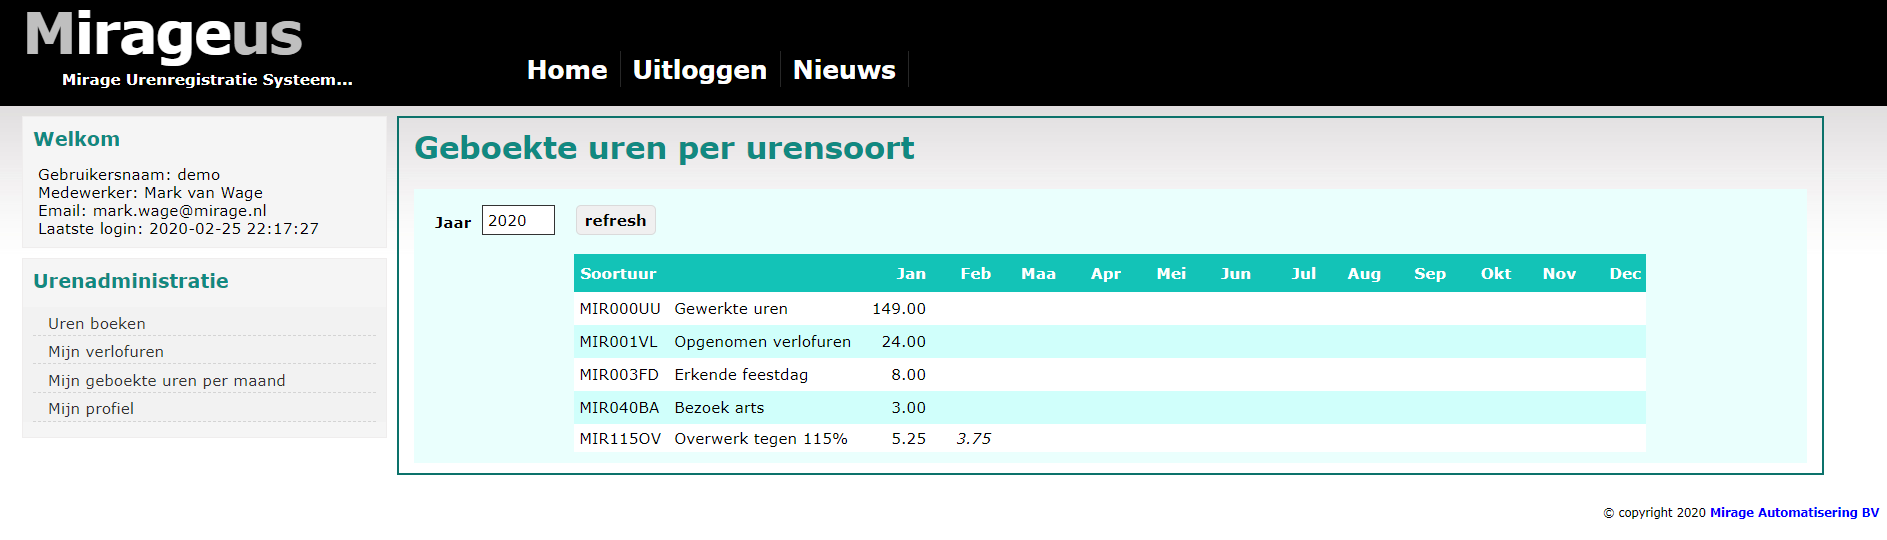 Mirageus
Mirage Urenregistratie Systeem...
Home Uitloggen Nieuws
Welkom
Gebruikersnaam: demo
Medewerker: Mark van Wage
Email: mark.wage@mirage.nl
Laatste login: 2020-02-25 22:17:27
Urenadministratie
Uren boeken
Mijn verlofuren
Mijn geboekte uren per maand
Mijn profiel
Geboekte uren per urensoort
Jaar 2020 refresh
Soortuur Jan Feb Maa Apr Mei Jun Jul Aug Sep Okt Nov Dec
MIR000UU Gewerkte uren 149.00
MIR001VL Opgenomen verlofuren 24.00
MIR003FD Erkende feestdag 8.00
MIR040BA Bezoek arts 3.00
MIR115OV Overwerk tegen 115% 5.25 3.75
© copyright 2020 Mirage Automatisering BV